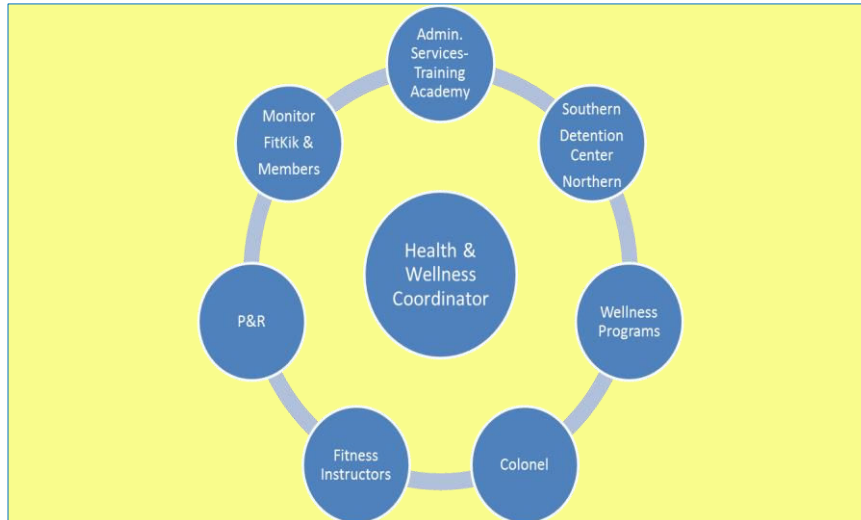 Admin.
Services-
Training
Academy
Southern
Detention
Center
Northern
Wellness
Programs
Colonel
Fitness
Instructors
P&R
Monitor
FitKik &
Members
Health &
Wellness
Coordinator